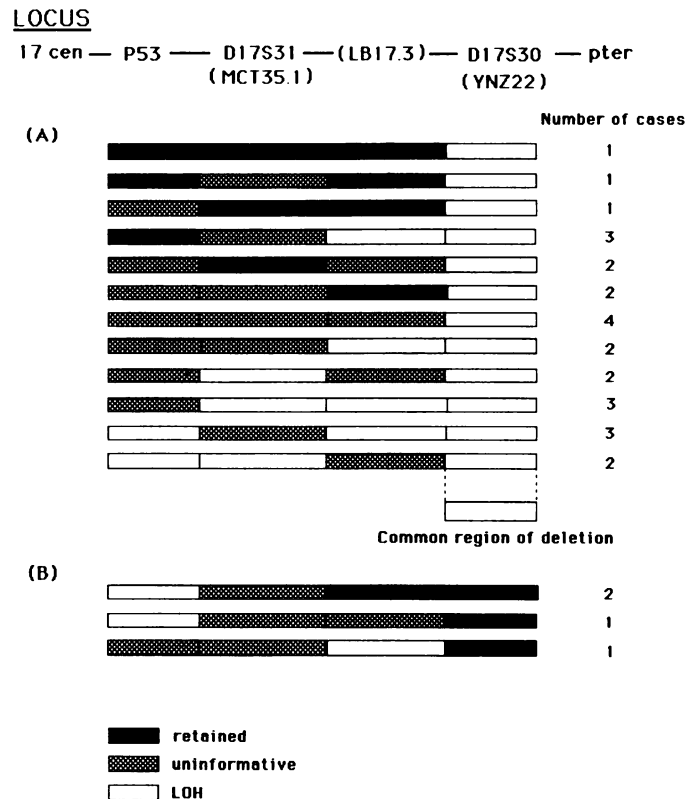 LOCUS
17 cen — P53 — D17S31 — (LB17.3) — D17S30 — pter
(MCT35.1) (YNZ22)
Number of cases
(A)
1
1
1
3
2
2
4
2
2
3
3
2
Common region of deletion
(B)
2
1
1
retained
uninformative
LOH